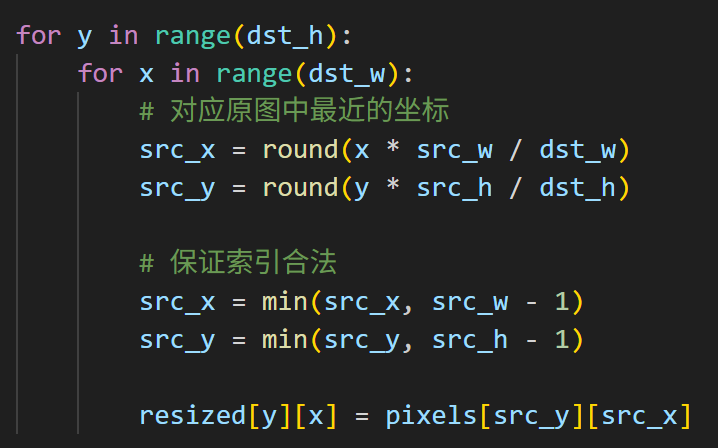 for y in range(dst_h):
    for x in range(dst_w):
        # 对应原图中最近的坐标
        src_x = round(x * src_w / dst_w)
        src_y = round(y * src_h / dst_h)

        # 保证索引合法
        src_x = min(src_x, src_w - 1)
        src_y = min(src_y, src_h - 1)

        resized[y][x] = pixels[src_y][src_x]